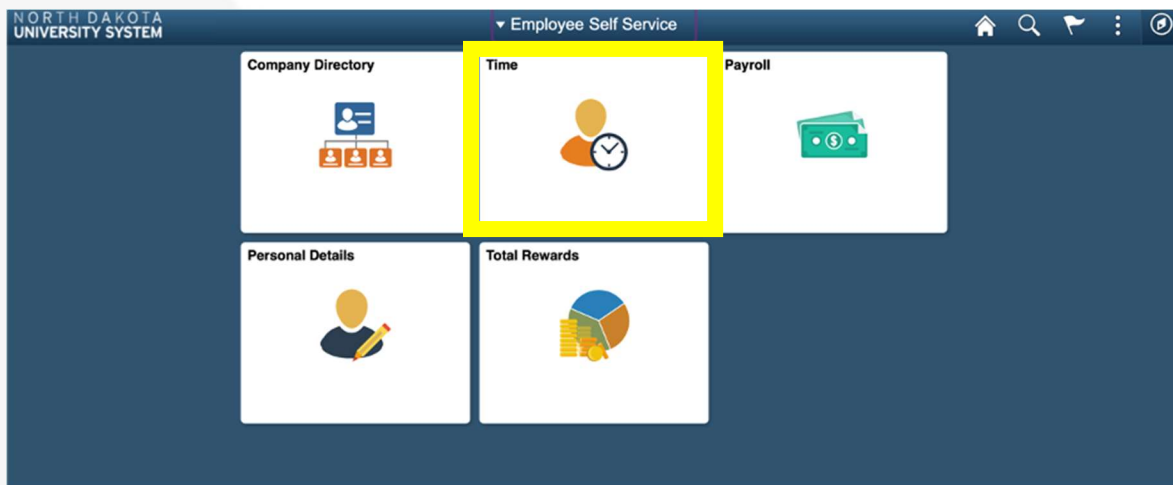 NORTH DAKOTA
UNIVERSITY SYSTEM
Employee Self Service
Company Directory
Time
Payroll
Personal Details
Total Rewards